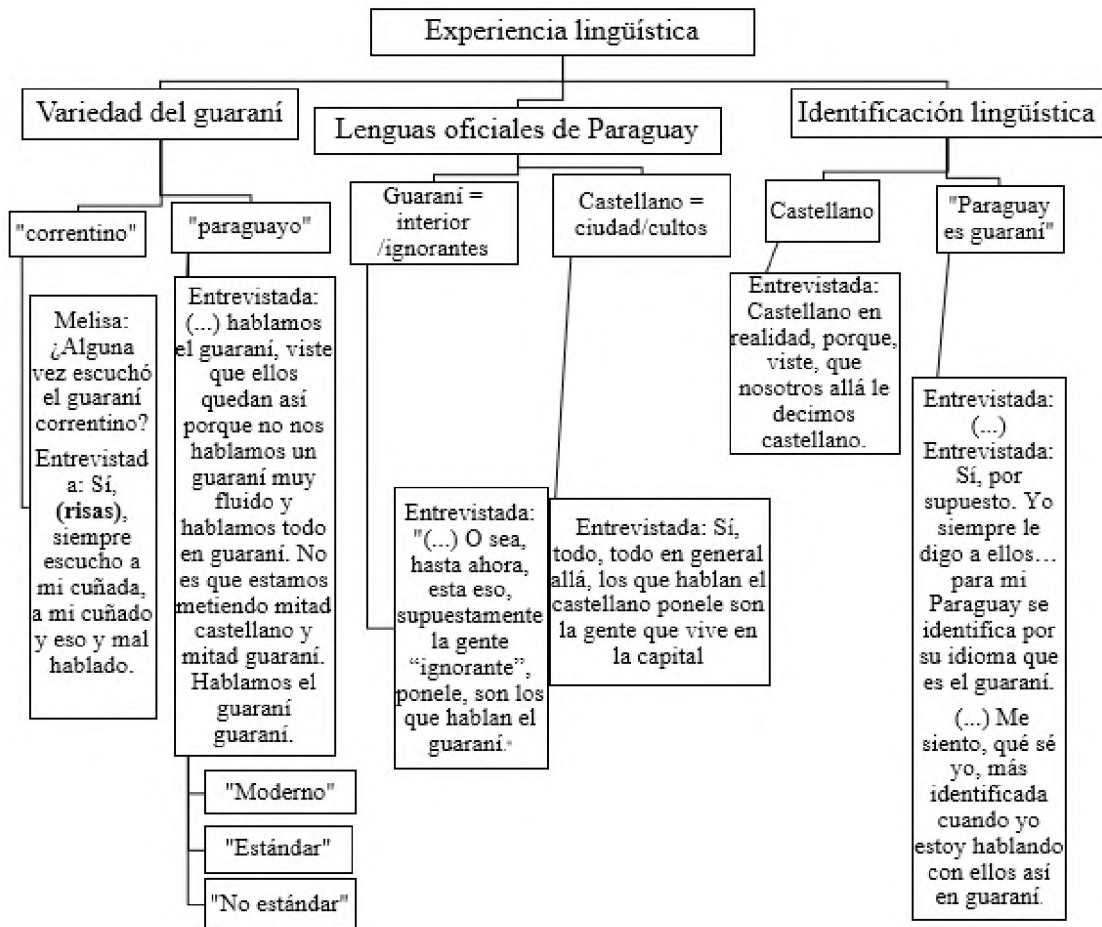 Experiencia lingüística
Variedad del guaraní
Lenguas oficiales de Paraguay
Identificación lingüística
"correntino"
"paraguayo"
Guaraní =
interior
/ignorantes
Castellano =
ciudad/cultos
Castellano
"Paraguay
es guaraní"
Melisa:
¿Alguna
vez escuchó
el guaraní
correntino?
Entrevistad
a: Sí,
(risas),
siempre
escucho a
mi cuñada,
a mi cuñado
y eso y mal
hablado.
Entrevistada:
(...) hablamos
el guaraní, viste
que ellos
quedan así
porque no nos
hablamos un
guaraní muy
fluido y
hablamos todo
en guaraní. No
es que estamos
metiendo mitad
castellano y
mitad guaraní.
Hablamos el
guaraní
guaraní.
"Moderno"
"Estándar"
"No estándar"
Entrevistada:
"(...) O sea,
hasta ahora,
esta eso,
supuestamente
la gente
“ignorante”,
ponele, son los
que hablan el
guaraní."
Entrevistada: Sí,
todo, todo en general
allá, los que hablan el
castellano ponele son
la gente que vive en
la capital
Entrevistada:
Castellano en
realidad, porque,
viste, que
nosotros allá le
decimos
castellano.
Entrevistada:
(...)
Entrevistada:
Sí, por
supuesto. Yo
siempre le
digo a ellos…
para mi
Paraguay se
identifica por
su idioma que
es el guaraní.
(...) Me
siento, qué sé
yo, más
identificada
cuando yo
estoy hablando
con ellos así
en guaraní.